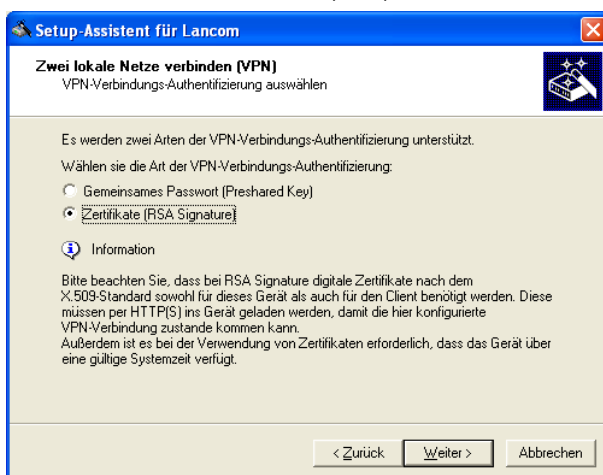 Setup-Assistent für Lancom
Zwei lokale Netze verbinden (VPN)
VPN-Verbindungs-Authentifizierung auswählen
Es werden zwei Arten der VPN-Verbindungs-Authentifizierung unterstützt.
Wählen sie die Art der VPN-Verbindungs-Authentifizierung:
Gemeinsames Passwort (Preshared Key)
Zertifikate (RSA Signature)
Information
Bitte beachten Sie, dass bei RSA Signature digitale Zertifikate nach dem
X.509-Standard sowohl für dieses Gerät als auch für den Client benötigt werden. Diese
müssen per HTTP(S) ins Gerät geladen werden, damit die hier konfigurierte
VPN-Verbindung zustande kommen kann.
Außerdem ist es bei der Verwendung von Zertifikaten erforderlich, dass das Gerät über
eine gültige Systemzeit verfügt.
< Zurück Weiter > Abbrechen